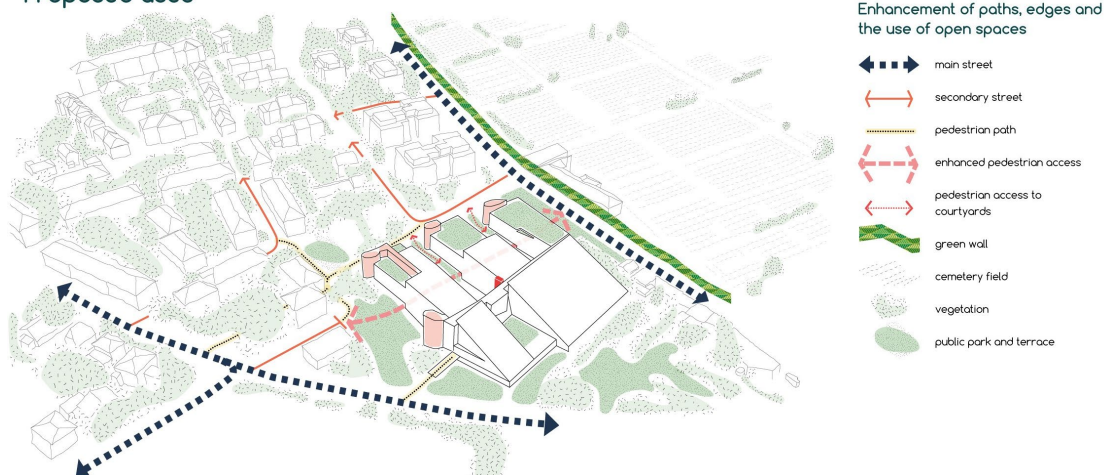 Enhancement of paths, edges and
the use of open spaces
main street
secondary street
pedestrian path
enhanced pedestrian access
pedestrian access to
courtyards
green wall
cemetery field
vegetation
public park and terrace